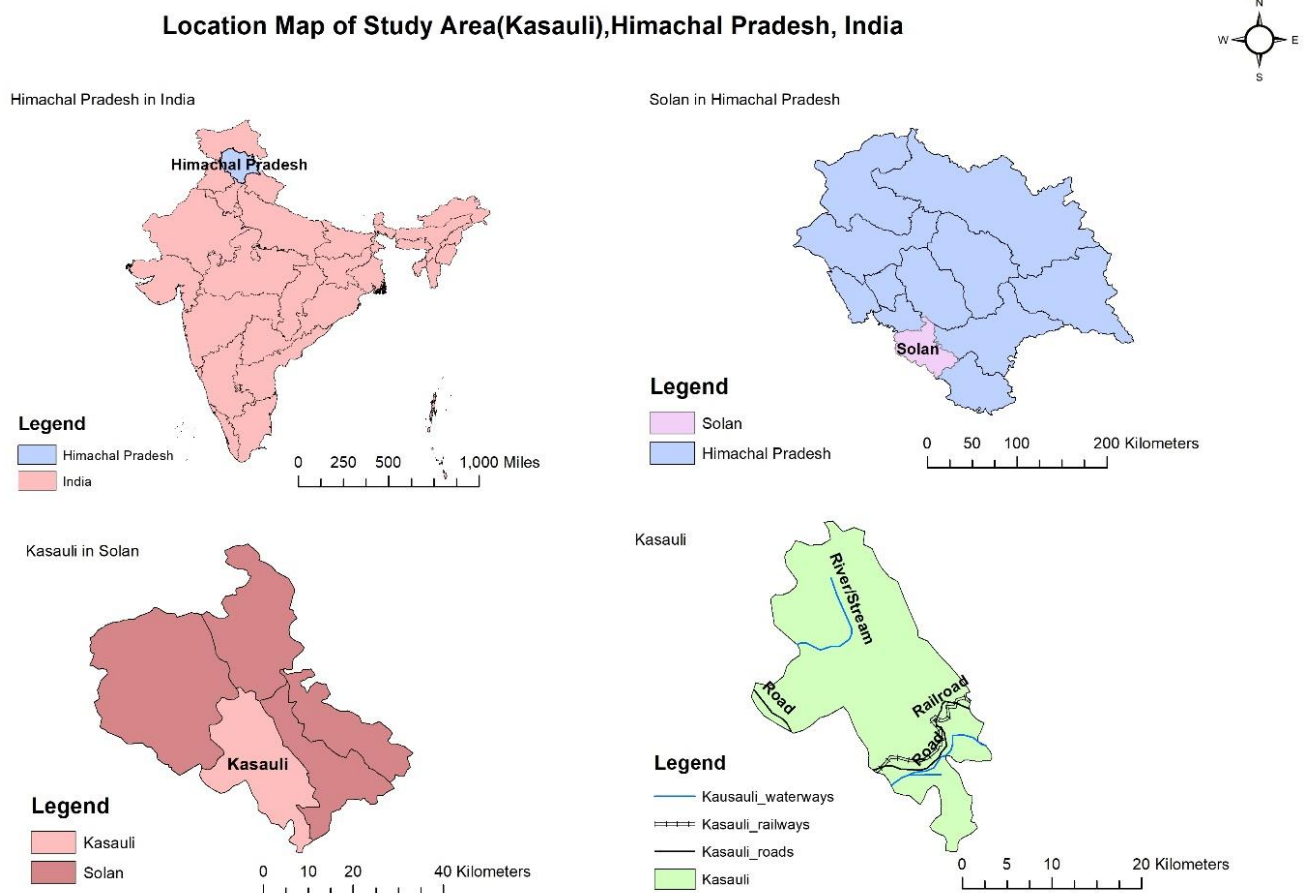 Location Map of Study Area(Kasauli),Himachal Pradesh, India
N
W
E
S
Himachal Pradesh in India
Himachal Pradesh
Legend
Himachal Pradesh
India
0 250 500 1,000 Miles
Solan in Himachal Pradesh
Solan
Legend
Solan
Himachal Pradesh
0 50 100 200 Kilometers
Kasauli in Solan
Kasauli
Legend
Kasauli
Solan
0 10 20 40 Kilometers
Kasauli
River/Stream
Road
Railroad
Road
Legend
Kausauli_waterways
Kasauli_railways
Kasauli_roads
Kasauli
0 5 10 20 Kilometers